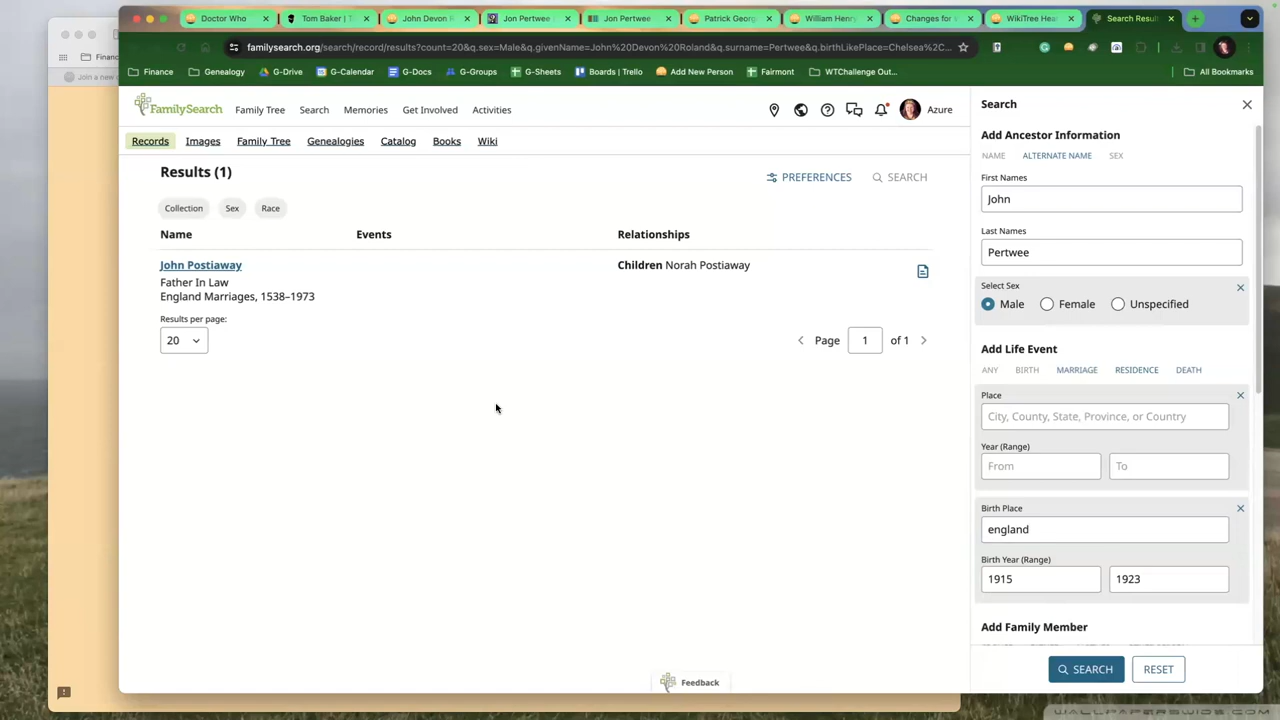 Doctor Who
Tom Baker | T
John Devon R
Jon Pertwee
Jon Pertwee
Patrick Georg
William Henry
Changes for
WikiTree
Search Resul
familysearch.org/search/record/results?count=20&q.sex=Male&q.givenName=John%20Devon%20Roland&q.surname=Pertwee&q.birthLikePlace=Chelsea%2C...
Finance
Genealogy
G-Drive
G-Calendar
G-Docs
G-Groups
G-Sheets
Boards | Trello
Add New Person
Fairmont
WTChallenge Out...
All Bookmarks
Join a new
FamilySearch
Family Tree
Search
Memories
Get Involved
Activities
Azure
Records
Images
Family Tree
Genealogies
Catalog
Books
Wiki
Results (1)
PREFERENCES
SEARCH
Collection
Sex
Race
Name
Events
Relationships
John Postiaway
Children Norah Postiaway
Father In Law
England Marriages, 1538–1973
Results per page:
20
Page
1
of 1
Feedback
Search
Add Ancestor Information
NAME
ALTERNATE NAME
SEX
First Names
John
Last Names
Pertwee
Select Sex
Male
Female
Unspecified
Add Life Event
ANY
BIRTH
MARRIAGE
RESIDENCE
DEATH
Place
City, County, State, Province, or Country
Year (Range)
From
To
Birth Place
england
Birth Year (Range)
1915
1923
Add Family Member
SEARCH
RESET